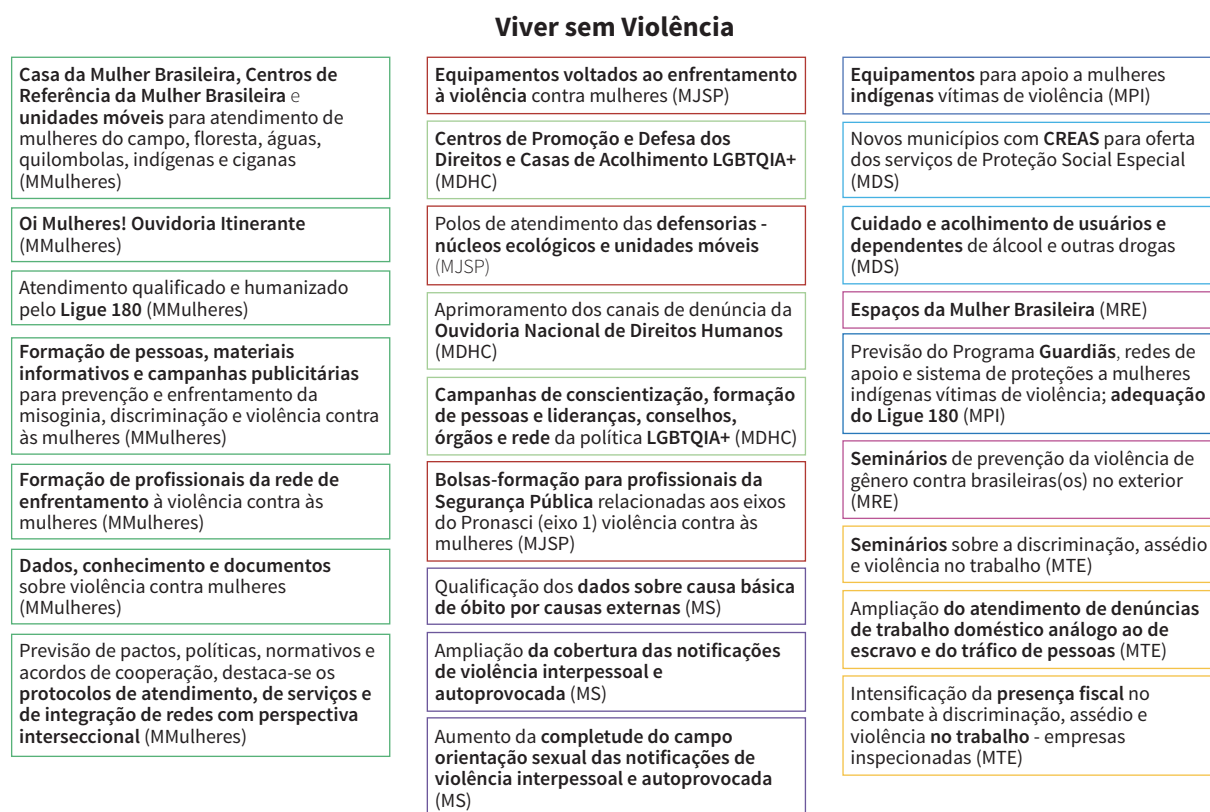 Viver sem Violência
Casa da Mulher Brasileira, Centros de
Referência da Mulher Brasileira e
unidades móveis para atendimento de
mulheres do campo, floresta, águas,
quilombolas, indígenas e ciganas
(MMulheres)
Oi Mulheres! Ouvidoria Itinerante
(MMulheres)
Atendimento qualificado e humanizado
pelo Ligue 180 (MMulheres)
Formação de pessoas, materiais
informativos e campanhas publicitárias
para prevenção e enfrentamento da
misoginia, discriminação e violência contra
às mulheres (MMulheres)
Formação de profissionais da rede de
enfrentamento à violência contra às
mulheres (MMulheres)
Dados, conhecimento e documentos
sobre violência contra mulheres
(MMulheres)
Previsão de pactos, políticas, normativos e
acordos de cooperação, destaca-se os
protocolos de atendimento, de serviços e
de integração de redes com perspectiva
interseccional (MMulheres)
Equipamentos voltados ao enfrentamento
à violência contra mulheres (MJSP)
Centros de Promoção e Defesa dos
Direitos e Casas de Acolhimento LGBTQIA+
(MDHC)
Polos de atendimento das defensorias -
núcleos ecológicos e unidades móveis
(MJSP)
Aprimoramento dos canais de denúncia da
Ouvidoria Nacional de Direitos Humanos
(MDHC)
Campanhas de conscientização, formação
de pessoas e lideranças, conselhos,
órgãos e rede da política LGBTQIA+ (MDHC)
Bolsas-formação para profissionais da
Segurança Pública relacionadas aos eixos
do Pronasci (eixo 1) violência contra às
mulheres (MJSP)
Qualificação dos dados sobre causa básica
de óbito por causas externas (MS)
Ampliação da cobertura das notificações
de violência interpessoal e
autoprovocada (MS)
Aumento da completude do campo
orientação sexual das notificações de
violência interpessoal e autoprovocada
(MS)
Equipamentos para apoio a mulheres
indígenas vítimas de violência (MPI)
Novos municípios com CREAS para oferta
dos serviços de Proteção Social Especial
(MDS)
Cuidado e acolhimento de usuários e
dependentes de álcool e outras drogas
(MDS)
Espaços da Mulher Brasileira (MRE)
Previsão do Programa Guardiãs, redes de
apoio e sistema de proteções a mulheres
indígenas vítimas de violência; adequação
do Ligue 180 (MPI)
Seminários de prevenção da violência de
gênero contra brasileiras(os) no exterior
(MRE)
Seminários sobre a discriminação, assédio
e violência no trabalho (MTE)
Ampliação do atendimento de denúncias
de trabalho doméstico análogo ao de
escravo e do tráfico de pessoas (MTE)
Intensificação da presença fiscal no
combate à discriminação, assédio e
violência no trabalho - empresas
inspecionadas (MTE)